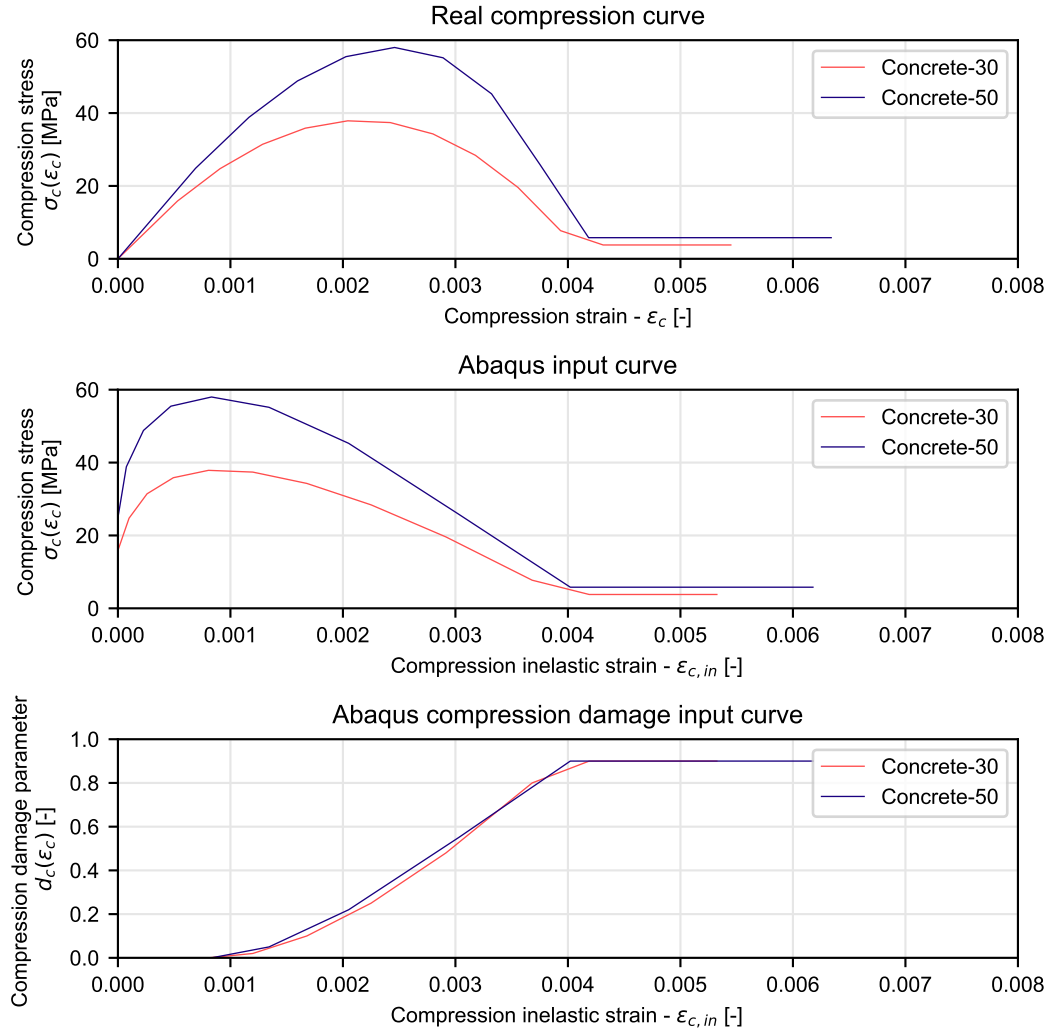 Real compression curve
Compression stress
σc(εc) [MPa]
60
40
20
0
Concrete-30
Concrete-50
0.000 0.001 0.002 0.003 0.004 0.005 0.006 0.007 0.008
Compression strain - εc [-]
Abaqus input curve
Compression stress
σc(εc) [MPa]
60
40
20
0
Concrete-30
Concrete-50
0.000 0.001 0.002 0.003 0.004 0.005 0.006 0.007 0.008
Compression inelastic strain - εc, in [-]
Abaqus compression damage input curve
Compression damage parameter
dc(εc) [-]
1.0
0.8
0.6
0.4
0.2
0.0
Concrete-30
Concrete-50
0.000 0.001 0.002 0.003 0.004 0.005 0.006 0.007 0.008
Compression inelastic strain - εc, in [-]